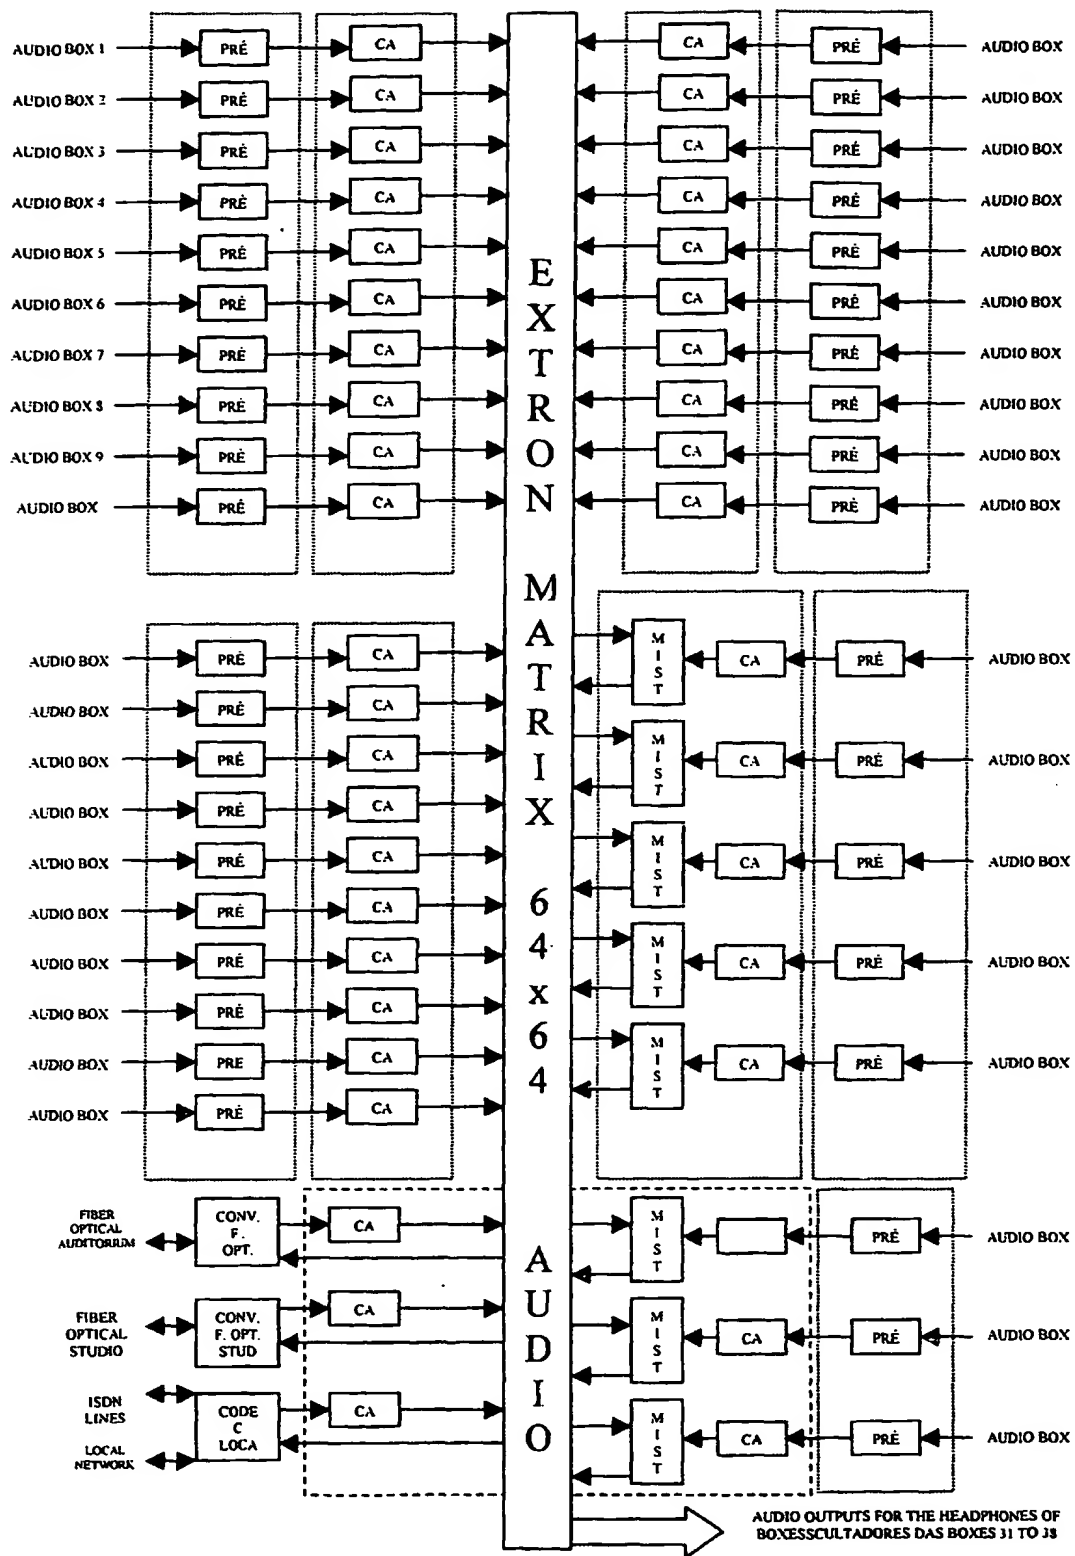 AUDIO BOX 1 PRÉ CA CA PRÉ AUDIO BOX
AUDIO BOX 2 PRÉ CA CA PRÉ AUDIO BOX
AUDIO BOX 3 PRÉ CA CA PRÉ AUDIO BOX
AUDIO BOX 4 PRÉ CA CA PRÉ AUDIO BOX
AUDIO BOX 5 PRÉ CA CA PRÉ AUDIO BOX
AUDIO BOX 6 PRÉ CA CA PRÉ AUDIO BOX
AUDIO BOX 7 PRÉ CA CA PRÉ AUDIO BOX
AUDIO BOX 8 PRÉ CA CA PRÉ AUDIO BOX
AUDIO BOX 9 PRÉ CA CA PRÉ AUDIO BOX
AUDIO BOX PRÉ CA CA PRÉ AUDIO BOX
EXTRON MATRIX 64x64 AUDIO
AUDIO BOX PRÉ CA
AUDIO BOX PRÉ CA
AUDIO BOX PRÉ CA
AUDIO BOX PRÉ CA
AUDIO BOX PRÉ CA
AUDIO BOX PRÉ CA
AUDIO BOX PRÉ CA
AUDIO BOX PRÉ CA
AUDIO BOX PRE CA
AUDIO BOX PRÉ CA
MIST CA PRÉ AUDIO BOX
MIST CA PRÉ AUDIO BOX
MIST CA PRÉ AUDIO BOX
MIST CA PRÉ AUDIO BOX
MIST CA PRÉ AUDIO BOX
FIBER
OPTICAL
AUDITORIUM
CONV.
F.
OPT.
CA
MIST PRÉ AUDIO BOX
FIBER
OPTICAL
STUDIO
CONV.
F. OPT.
STUD
CA
MIST CA PRÉ AUDIO BOX
ISDN
LINES
LOCAL
NETWORK
CODE
C
LOCA
CA
MIST CA PRÉ AUDIO BOX
AUDIO OUTPUTS FOR THE HEADPHONES OF
BOXESSCULTADORES DAS BOXES 31 TO 38